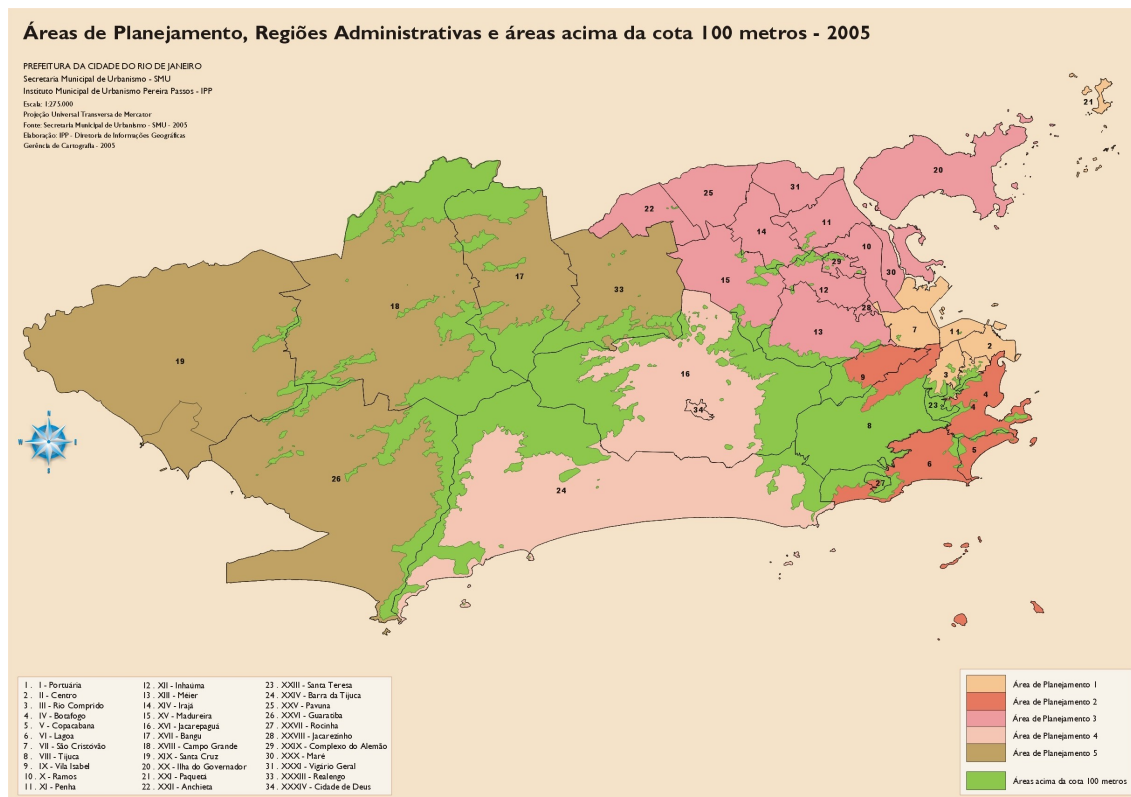 Áreas de Planejamento, Regiões Administrativas e áreas acima da cota 100 metros - 2005
PREFEITURA DA CIDADE DO RIO DE JANEIRO
Secretaria Municipal de Urbanismo - SMU
Instituto Municipal de Urbanismo Pereira Passos - IPP
Escala: 1:275.000
Projeção Universal Transversa de Mercator
Fonte: Secretaria Municipal de Urbanismo - SMU - 2005
Elaboração: IPP - Diretoria de Informações Geográficas
Gerência de Cartografia - 2005
21
20
31
25
22
11
14
10
29
30
15
17
12
33
28
18
13
7
11
2
19
16
9
3
4
34
23
4
8
5
6
26
27
24
N
W
E
S
1 . I - Portuária
2 . II - Centro
3 . III - Rio Comprido
4 . IV - Botafogo
5 . V - Copacabana
6 . VI - Lagoa
7 . VII - São Cristóvão
8 . VIII - Tijuca
9 . IX - Vila Isabel
10 . X - Ramos
11 . XI - Penha
12 . XII - Inhaúma
13 . XIII - Méier
14 . XIV - Irajá
15 . XV - Madureira
16 . XVI - Jacarepaguá
17 . XVII - Bangu
18 . XVIII - Campo Grande
19 . XIX - Santa Cruz
20 . XX - Ilha do Governador
21 . XXI - Paquetá
22 . XXII - Anchieta
23 . XXIII - Santa Teresa
24 . XXIV - Barra da Tijuca
25 . XXV - Pavuna
26 . XXVI - Guaratiba
27 . XXVII - Rocinha
28 . XXVIII - Jacarezinho
29 . XXIX - Complexo do Alemão
30 . XXX - Maré
31 . XXXI - Vigário Geral
33 . XXXIII - Realengo
34 . XXXIV - Cidade de Deus
Área de Planejamento 1
Área de Planejamento 2
Área de Planejamento 3
Área de Planejamento 4
Área de Planejamento 5
Áreas acima da cota 100 metros